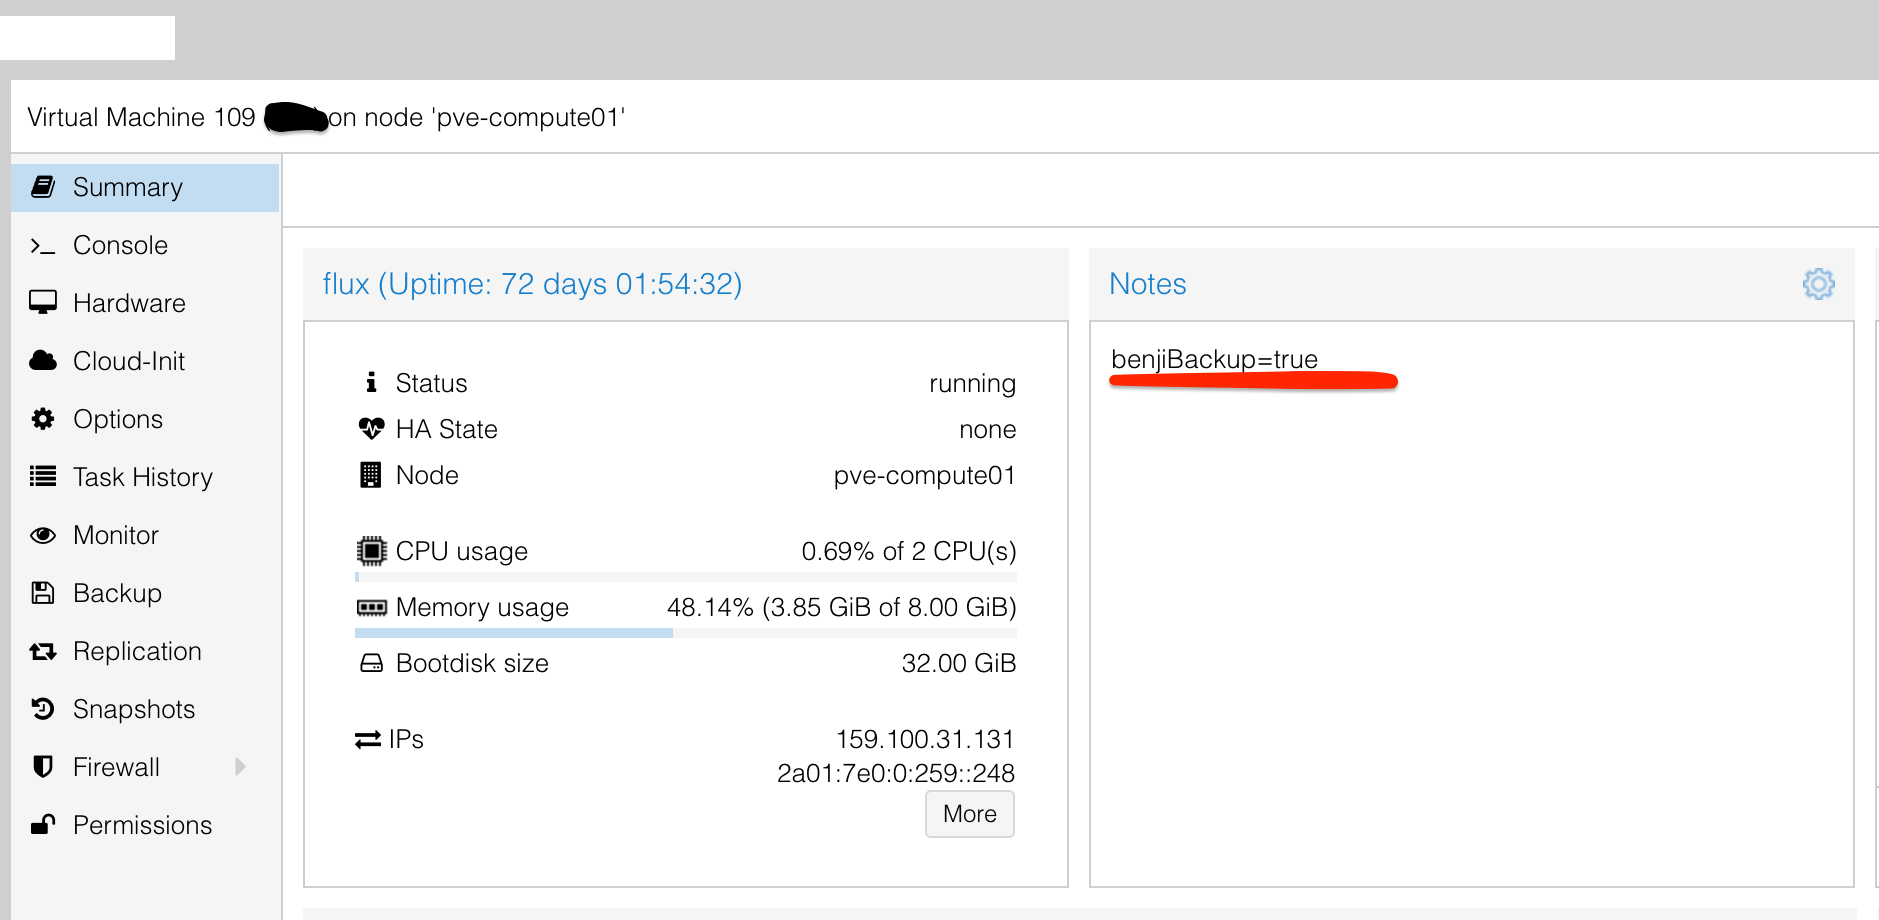 Virtual Machine 109 on node 'pve-compute01'
Summary
Console
Hardware
Cloud-Init
Options
Task History
Monitor
Backup
Replication
Snapshots
Firewall
Permissions
flux (Uptime: 72 days 01:54:32)
Status running
HA State none
Node pve-compute01
CPU usage 0.69% of 2 CPU(s)
Memory usage 48.14% (3.85 GiB of 8.00 GiB)
Bootdisk size 32.00 GiB
IPs 159.100.31.131
2a01:7e0:0:259::248
More
Notes
benjiBackup=true